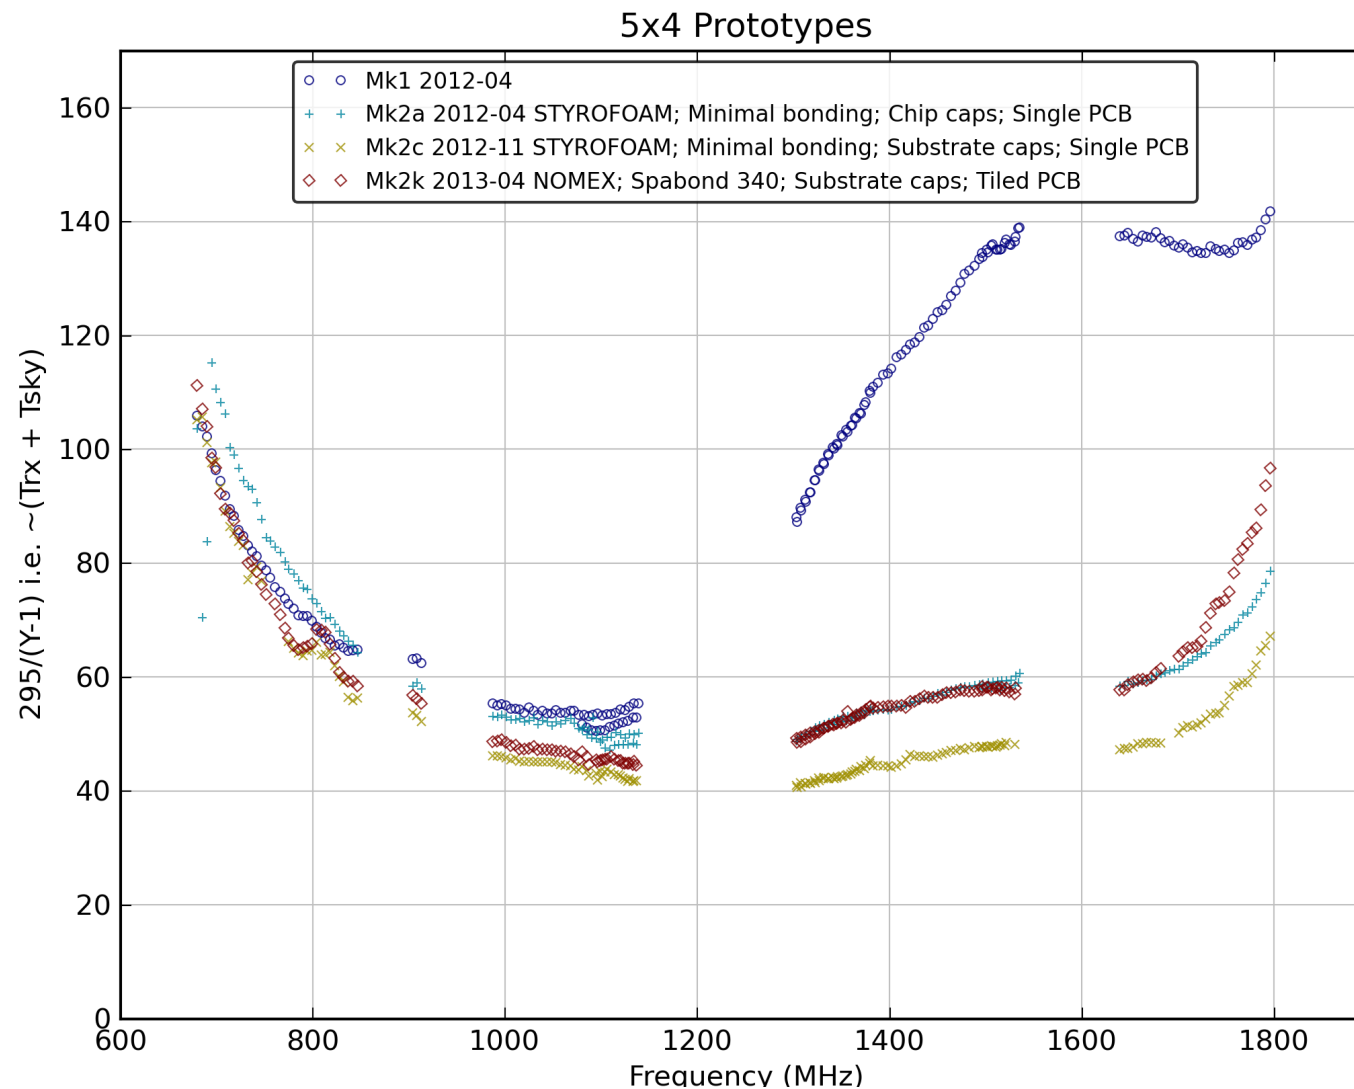 5x4 Prototypes
Mk1 2012-04
Mk2a 2012-04 STYROFOAM; Minimal bonding; Chip caps; Single PCB
Mk2c 2012-11 STYROFOAM; Minimal bonding; Substrate caps; Single PCB
Mk2k 2013-04 NOMEX; Spabond 340; Substrate caps; Tiled PCB
295/(Y-1) i.e. ~(Trx + Tsky)
160
140
120
100
80
60
40
20
0
600 800 1000 1200 1400 1600 1800
Frequency (MHz)